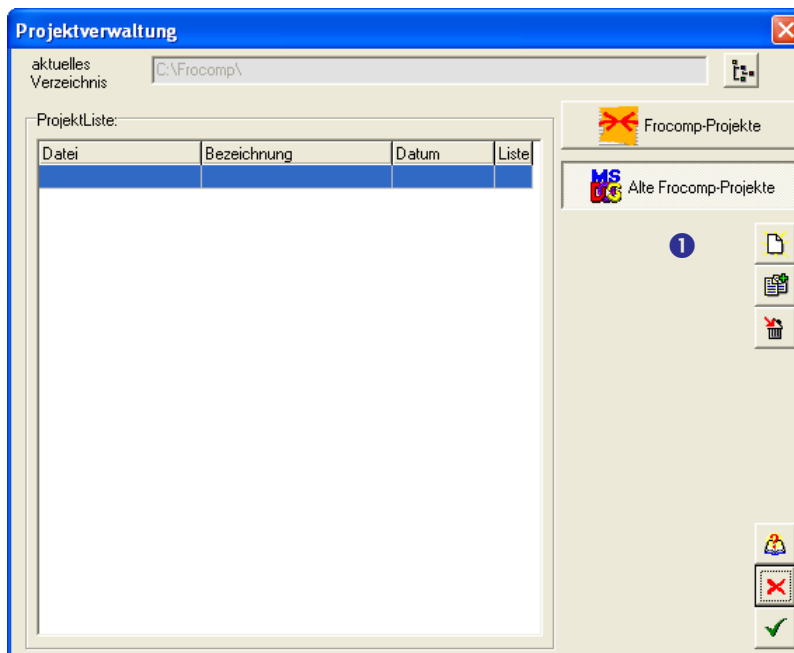 Projektverwaltung
aktuelles
Verzeichnis
C:\Frocomp\
ProjektListe:
Datei Bezeichnung Datum Liste
Frocomp-Projekte
MS
DOS
Alte Frocomp-Projekte
1